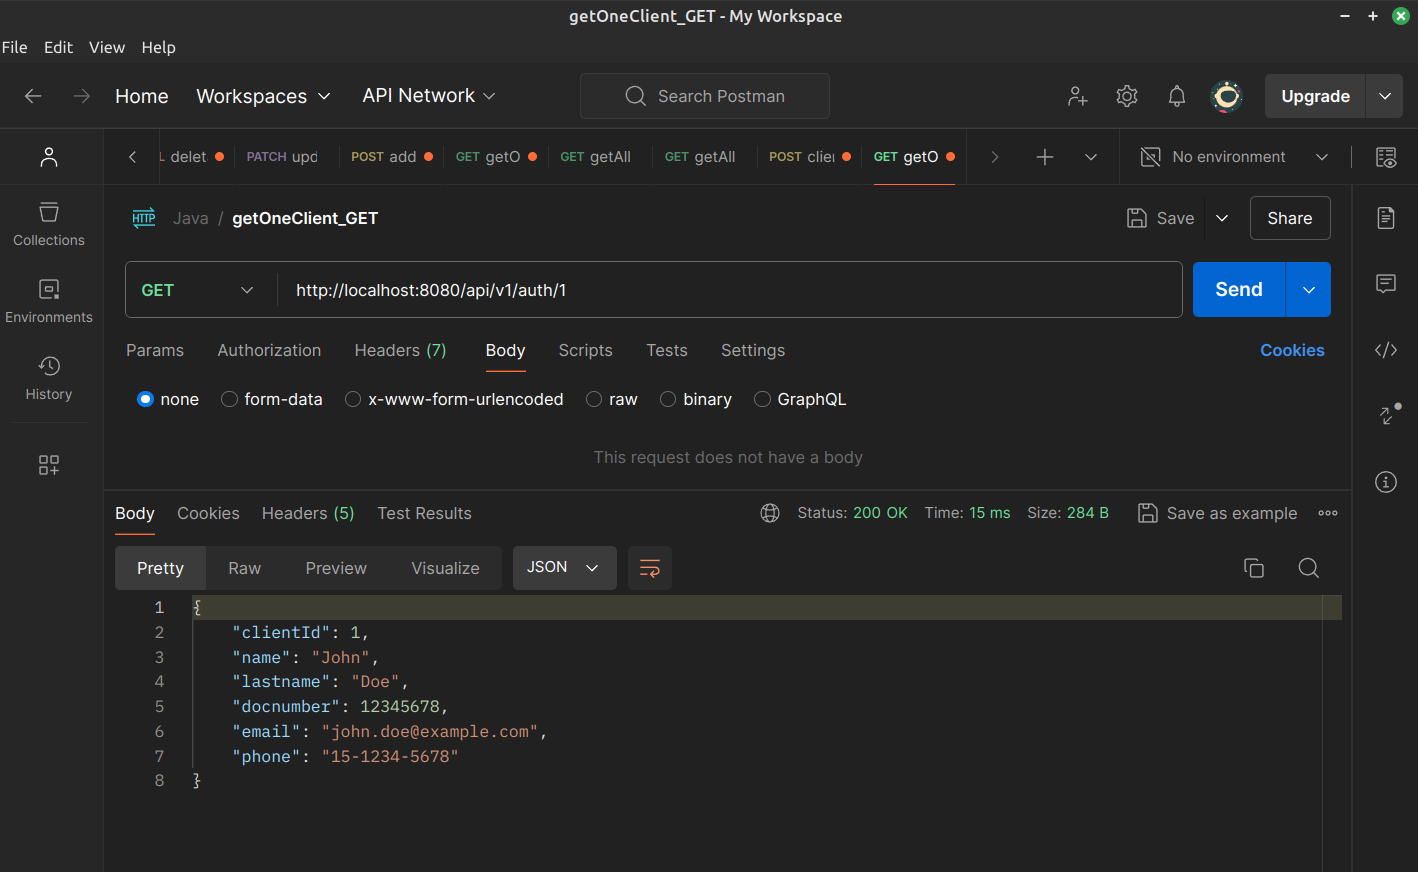 getOneClient_GET - My Workspace
File Edit View Help
Home Workspaces API Network Search Postman Upgrade
delet PATCH upd POST add GET getO GET getAll GET getAll POST clie GET getO No environment
HTTP Java / getOneClient_GET Save Share
Collections
GET http://localhost:8080/api/v1/auth/1 Send
Environments
Params Authorization Headers (7) Body Scripts Tests Settings Cookies
History
none form-data x-www-form-urlencoded raw binary GraphQL
This request does not have a body
Body Cookies Headers (5) Test Results Status: 200 OK Time: 15 ms Size: 284 B Save as example
Pretty Raw Preview Visualize JSON
1 {
2 "clientId": 1,
3 "name": "John",
4 "lastname": "Doe",
5 "docnumber": 12345678,
6 "email": "john.doe@example.com",
7 "phone": "15-1234-5678"
8 }